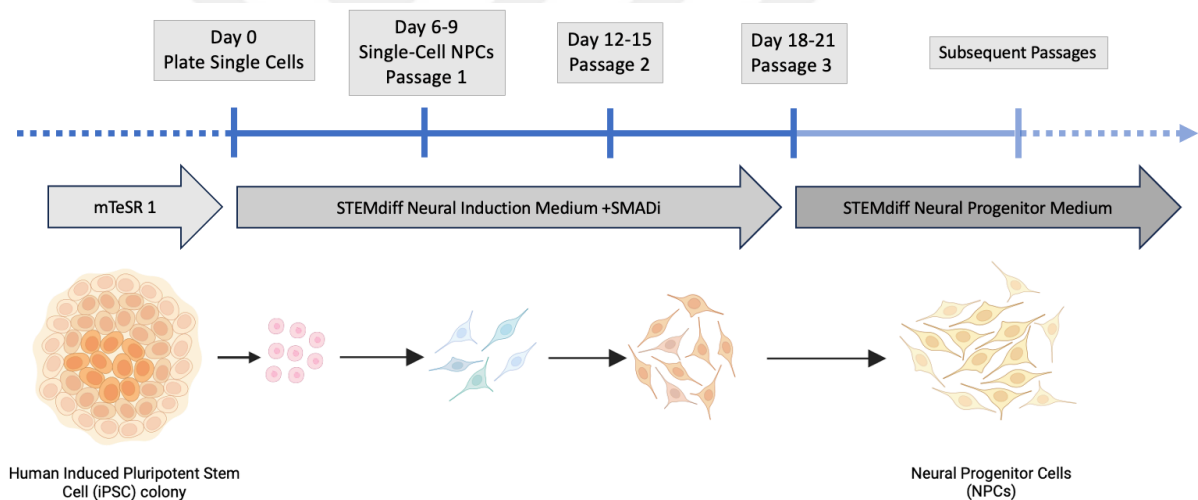 Day 0
Plate Single Cells
Day 6-9
Single-Cell NPCs
Passage 1
Day 12-15
Passage 2
Day 18-21
Passage 3
Subsequent Passages
mTeSR 1
STEMdiff Neural Induction Medium +SMADi
STEMdiff Neural Progenitor Medium
Human Induced Pluripotent Stem
Cell (iPSC) colony
Neural Progenitor Cells
(NPCs)